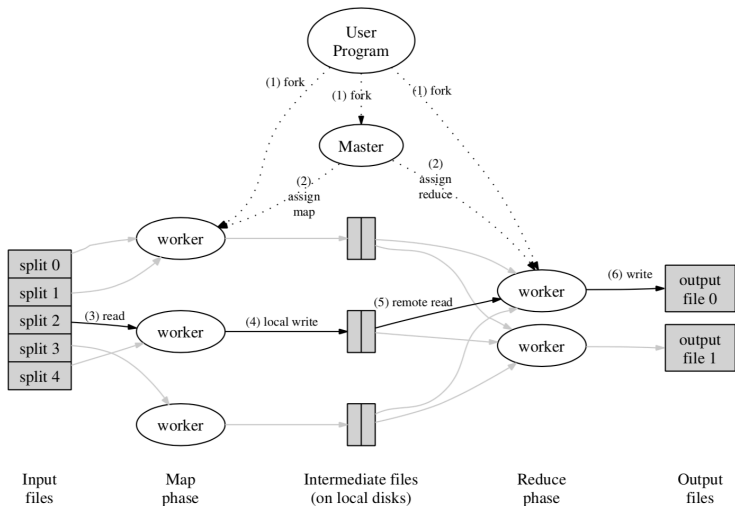 User
Program
(1) fork
(1) fork
(1) fork
Master
(2)
assign
map
(2)
assign
reduce
worker
split 0
split 1
split 2
split 3
split 4
(3) read
worker
(4) local write
(5) remote read
worker
(6) write
output
file 0
worker
output
file 1
worker
Input
files
Map
phase
Intermediate files
(on local disks)
Reduce
phase
Output
files